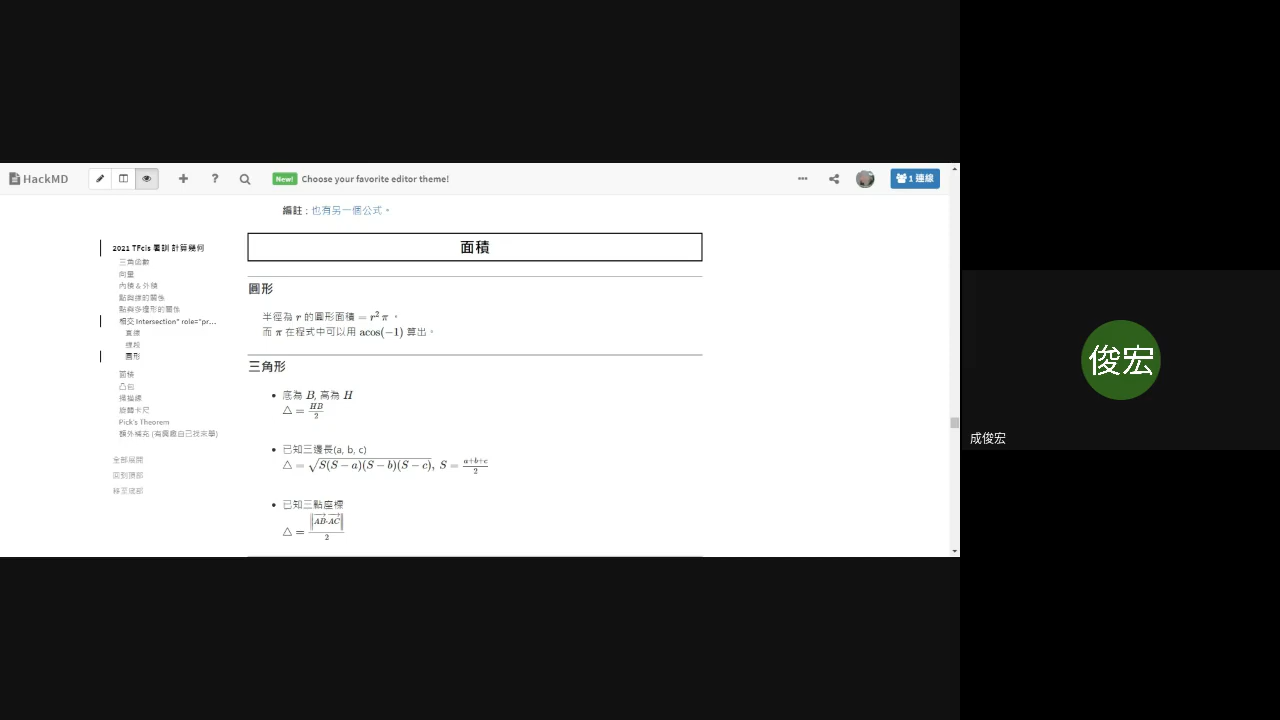 HackMD
New! Choose your favorite editor theme!
1 連線
編註 : 也有另一個公式。
2021 TFcis 暑訓 計算幾何
三角函數
向量
內積 & 外積
點與線的關係
點與多邊形的關係
相交 Intersection" role="pr…
直線
線段
圓形
面積
凸包
掃描線
旋轉卡尺
Pick's Theorem
額外補充 (有興趣自己找來學)
全部展開
回到頂部
移至底部
面積
圓形
半徑為 r 的圓形面積 = r² π 。
而 π 在程式中可以用 acos(−1) 算出。
三角形
底為 B, 高為 H
△ = HB/2
已知三邊長(a, b, c)
△ = √S(S − a)(S − b)(S − c), S = a+b+c/2
已知三點座標
△ = ‖AB·AC‖/2
俊宏
成俊宏